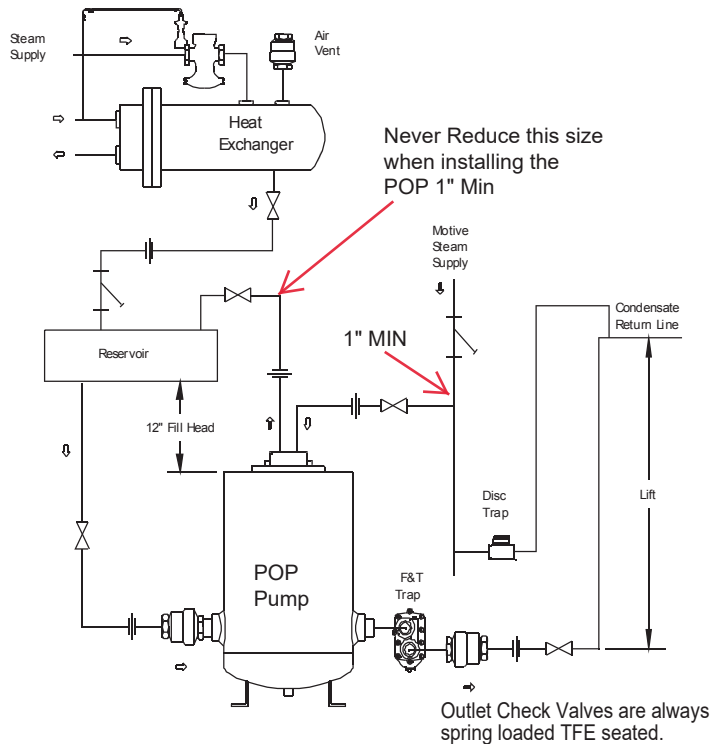 Steam
Supply
Air
Vent
Heat
Exchanger
Never Reduce this size
when installing the
POP 1" Min
Motive
Steam
Supply
Condensate
Return Line
1" MIN
Reservoir
12" Fill Head
Disc
Trap
Lift
POP
Pump
F&T
Trap
Outlet Check Valves are always
spring loaded TFE seated.